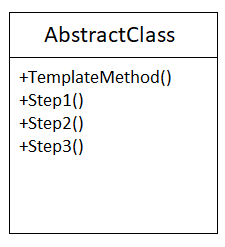 AbstractClass
+TemplateMethod()
+Step1()
+Step2()
+Step3()